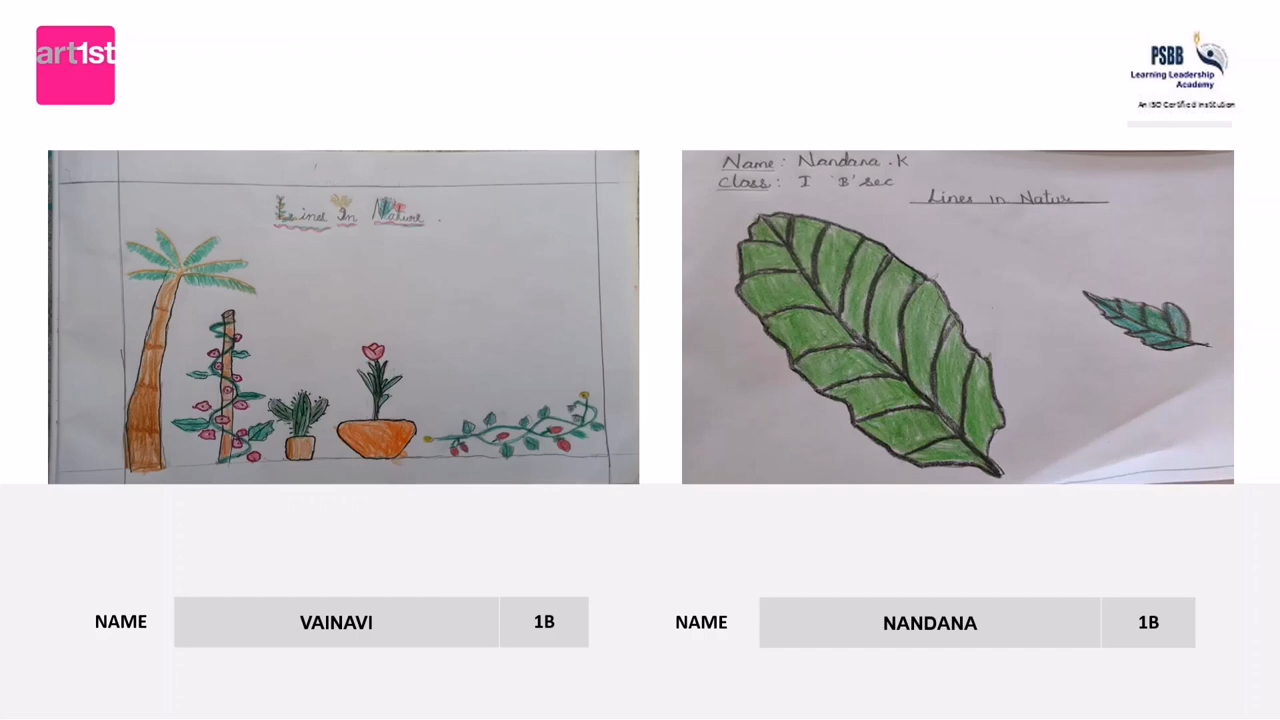 art1st
PSBB
Learning Leadership
Academy
An ISO Certified Institution
Lines In Nature.
Name: Nandana.K
Class: I 'B' sec
Lines in Natur
NAME VAINAVI 1B
NAME NANDANA 1B